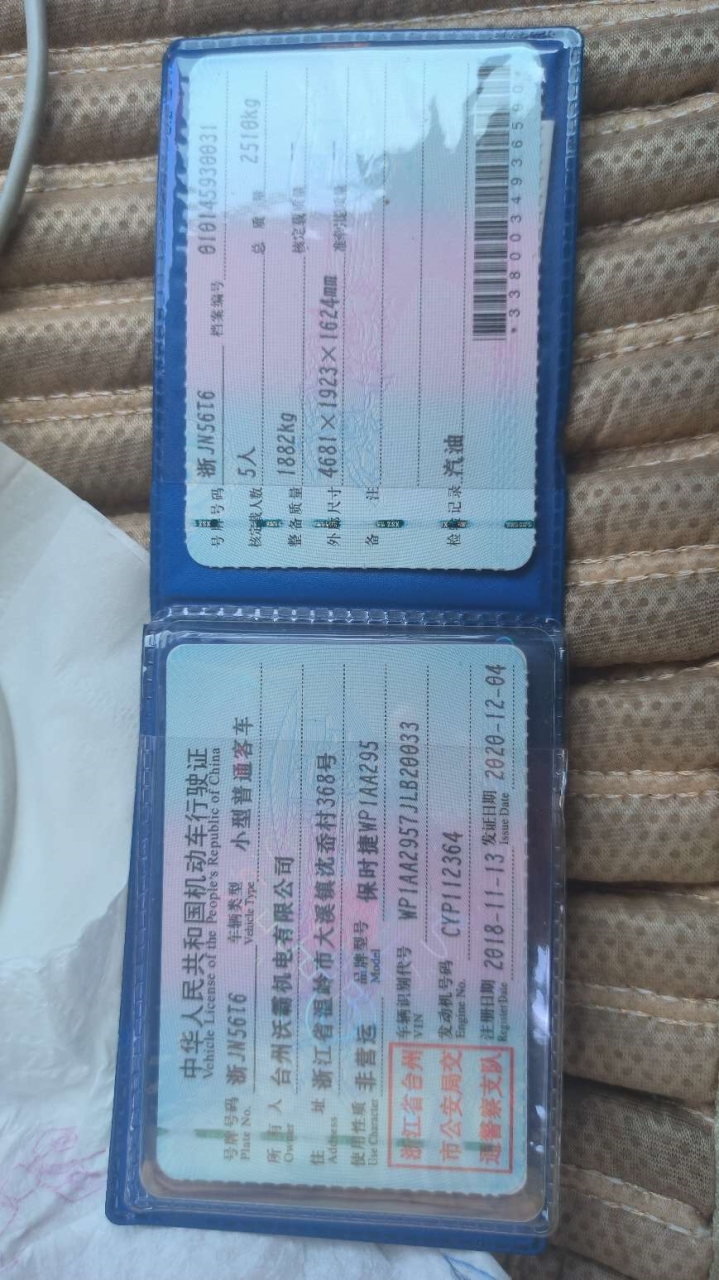 中华人民共和国机动车行驶证
Vehicle License of the People's Republic of China
号牌号码 浙JN56T6 车辆类型 小型普通客车
Plate No. Vehicle Type
所有人 台州沃霸机电有限公司
Owner
住址 浙江省温岭市大溪镇沈岙村368号
Address
使用性质 非营运 品牌型号 保时捷WP1AA295
Use Character Model
浙江省台州
市公安局交
通警察支队
车辆识别代号 WP1AA2957JLB20033
VIN
发动机号码 CYP112364
Engine No.
注册日期 2018-11-13 发证日期 2020-12-04
Register Date Issue Date
号牌号码 浙JN56T6 档案编号 010145930031
核定载人数 5人 总质量 2510kg
整备质量 1882kg 核定载质量
外廓尺寸 4681×1923×1624mm 准牵引总质量
备注
检验记录 汽油
*3380034936590